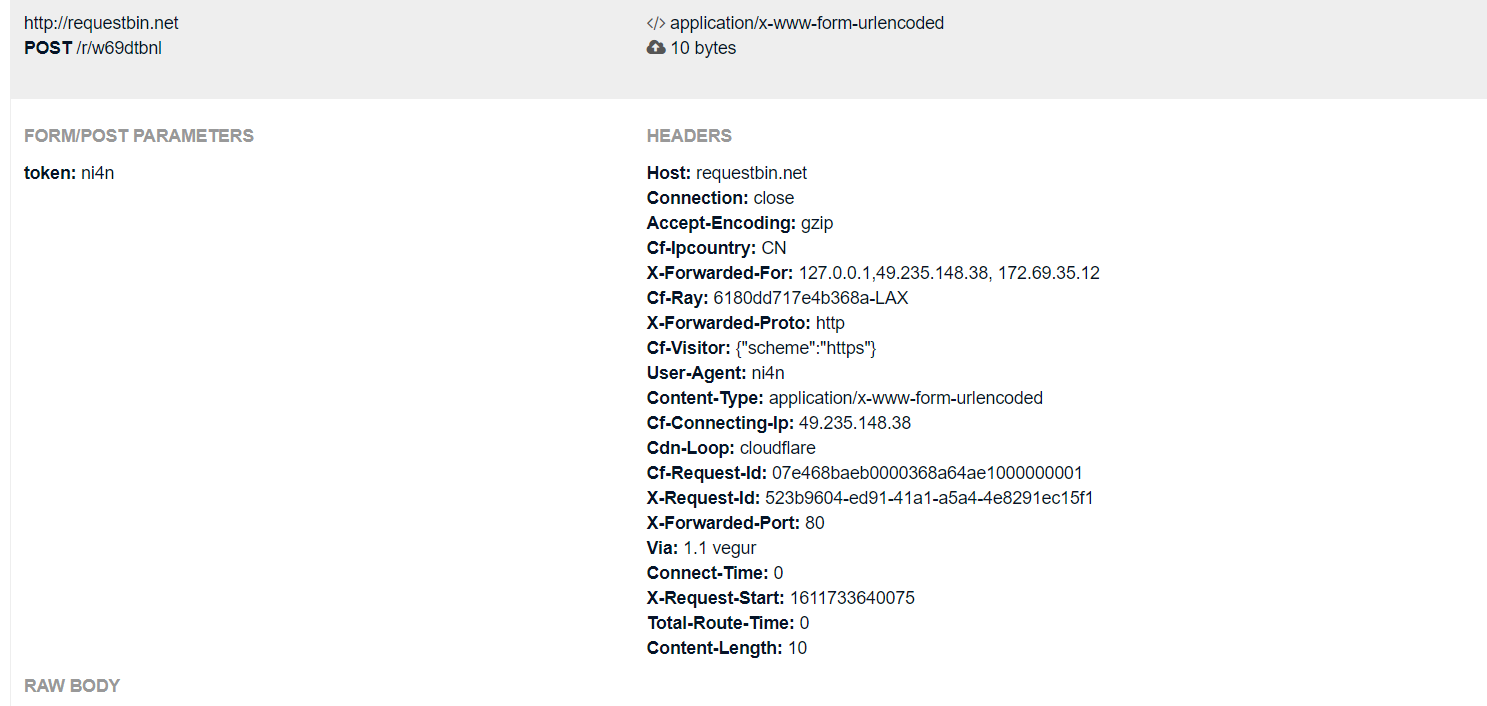 http://requestbin.net
POST /r/w69dtbnl
</> application/x-www-form-urlencoded
10 bytes
FORM/POST PARAMETERS
token: ni4n
HEADERS
Host: requestbin.net
Connection: close
Accept-Encoding: gzip
Cf-Ipcountry: CN
X-Forwarded-For: 127.0.0.1,49.235.148.38, 172.69.35.12
Cf-Ray: 6180dd717e4b368a-LAX
X-Forwarded-Proto: http
Cf-Visitor: {"scheme":"https"}
User-Agent: ni4n
Content-Type: application/x-www-form-urlencoded
Cf-Connecting-Ip: 49.235.148.38
Cdn-Loop: cloudflare
Cf-Request-Id: 07e468baeb0000368a64ae1000000001
X-Request-Id: 523b9604-ed91-41a1-a5a4-4e8291ec15f1
X-Forwarded-Port: 80
Via: 1.1 vegur
Connect-Time: 0
X-Request-Start: 1611733640075
Total-Route-Time: 0
Content-Length: 10
RAW BODY